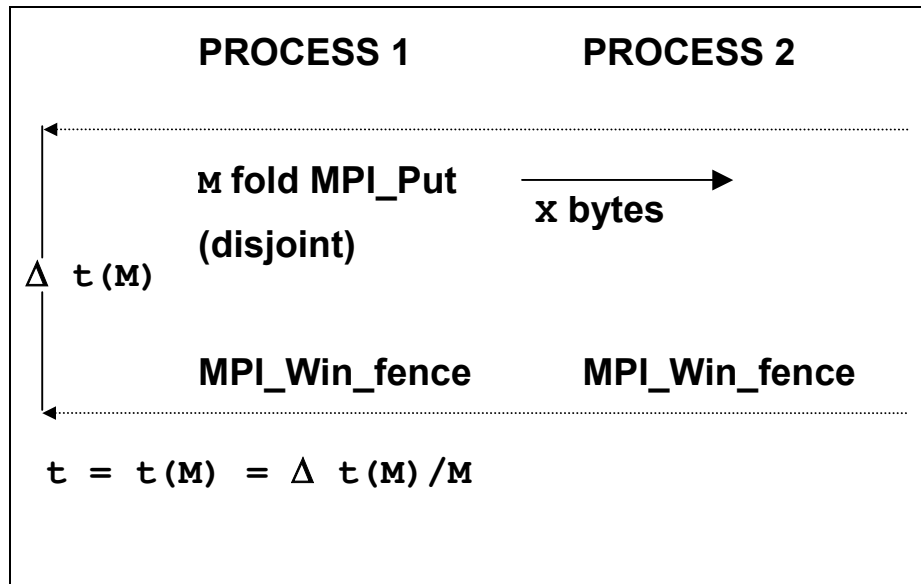 PROCESS 1 PROCESS 2
M fold MPI_Put
X bytes
(disjoint)
Δ t(M)
MPI_Win_fence MPI_Win_fence
t = t(M) = Δ t(M)/M